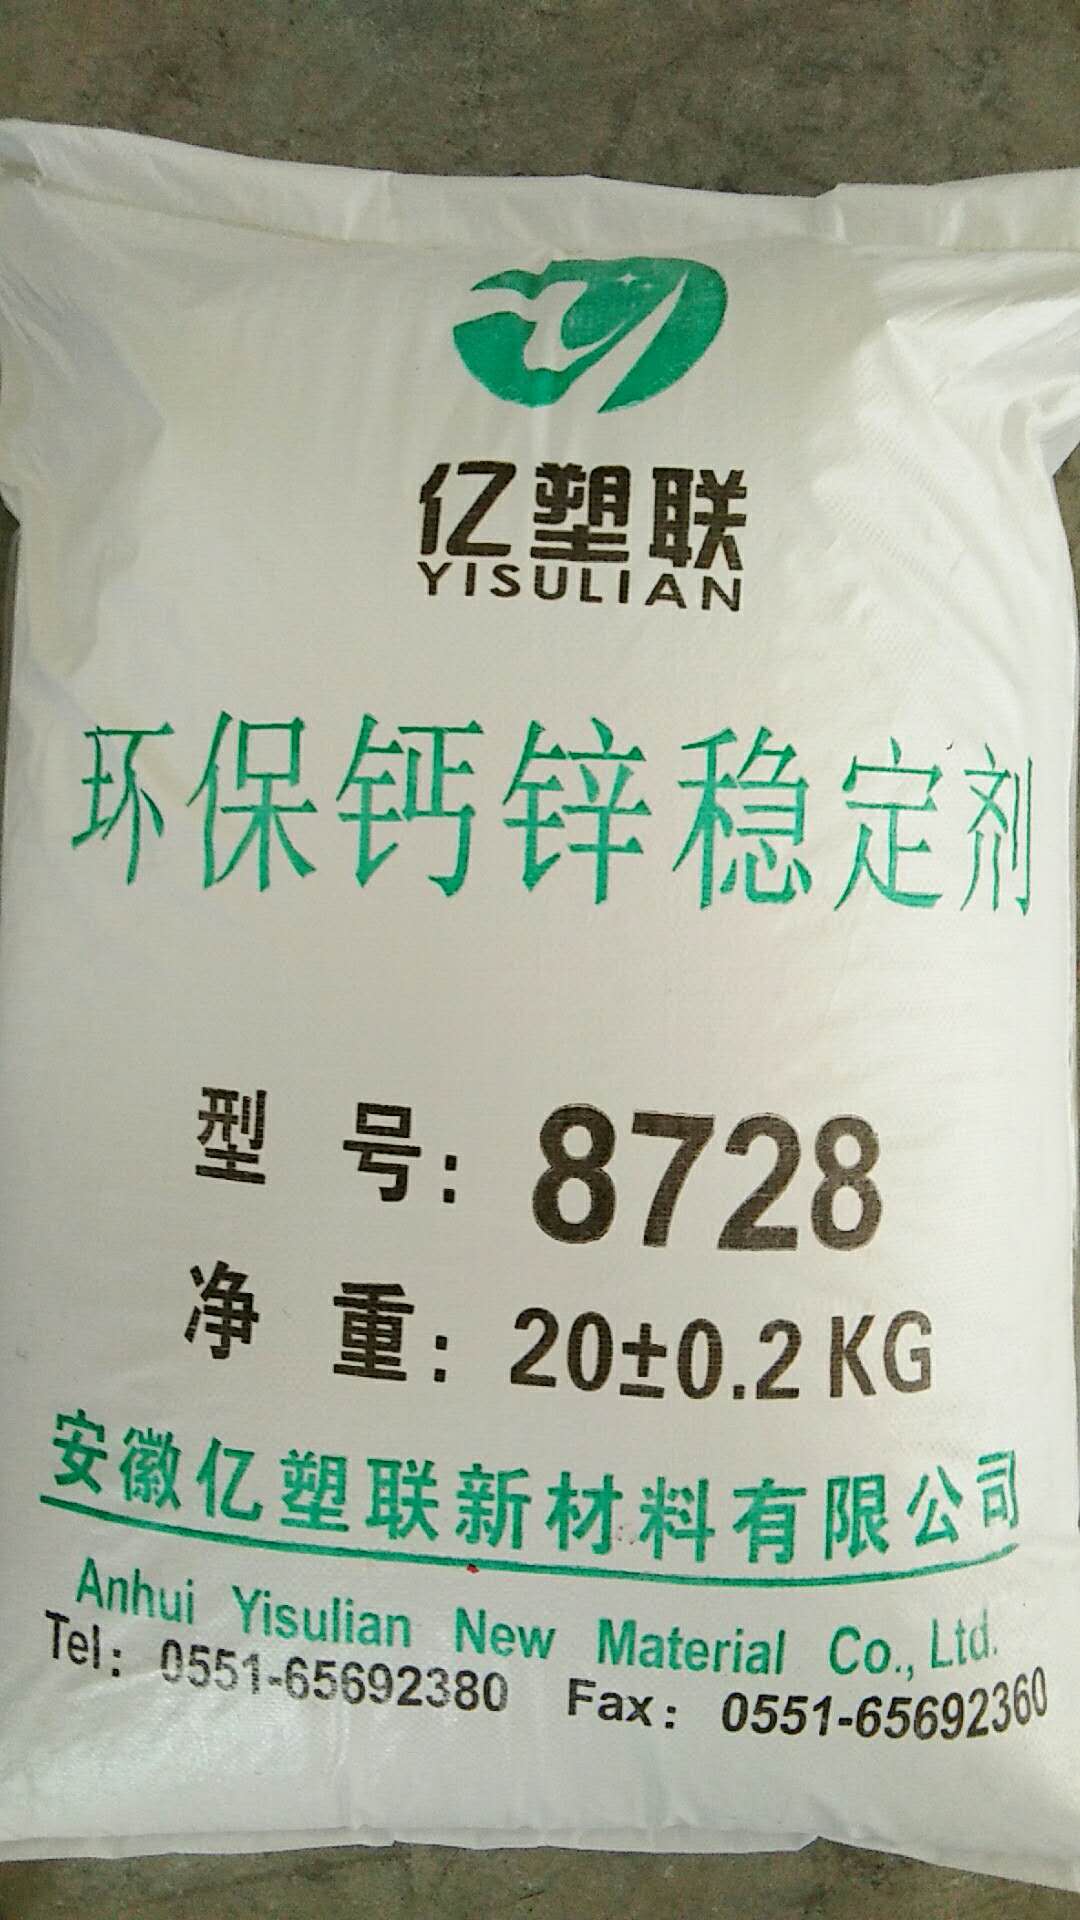 亿塑联
YISULIAN
环保钙锌稳定剂
型 号: 8728
净 重: 20±0.2KG
安徽亿塑联新材料有限公司
Anhui Yisulian New Material Co., Ltd.
Tel: 0551-65692380 Fax: 0551-65692360